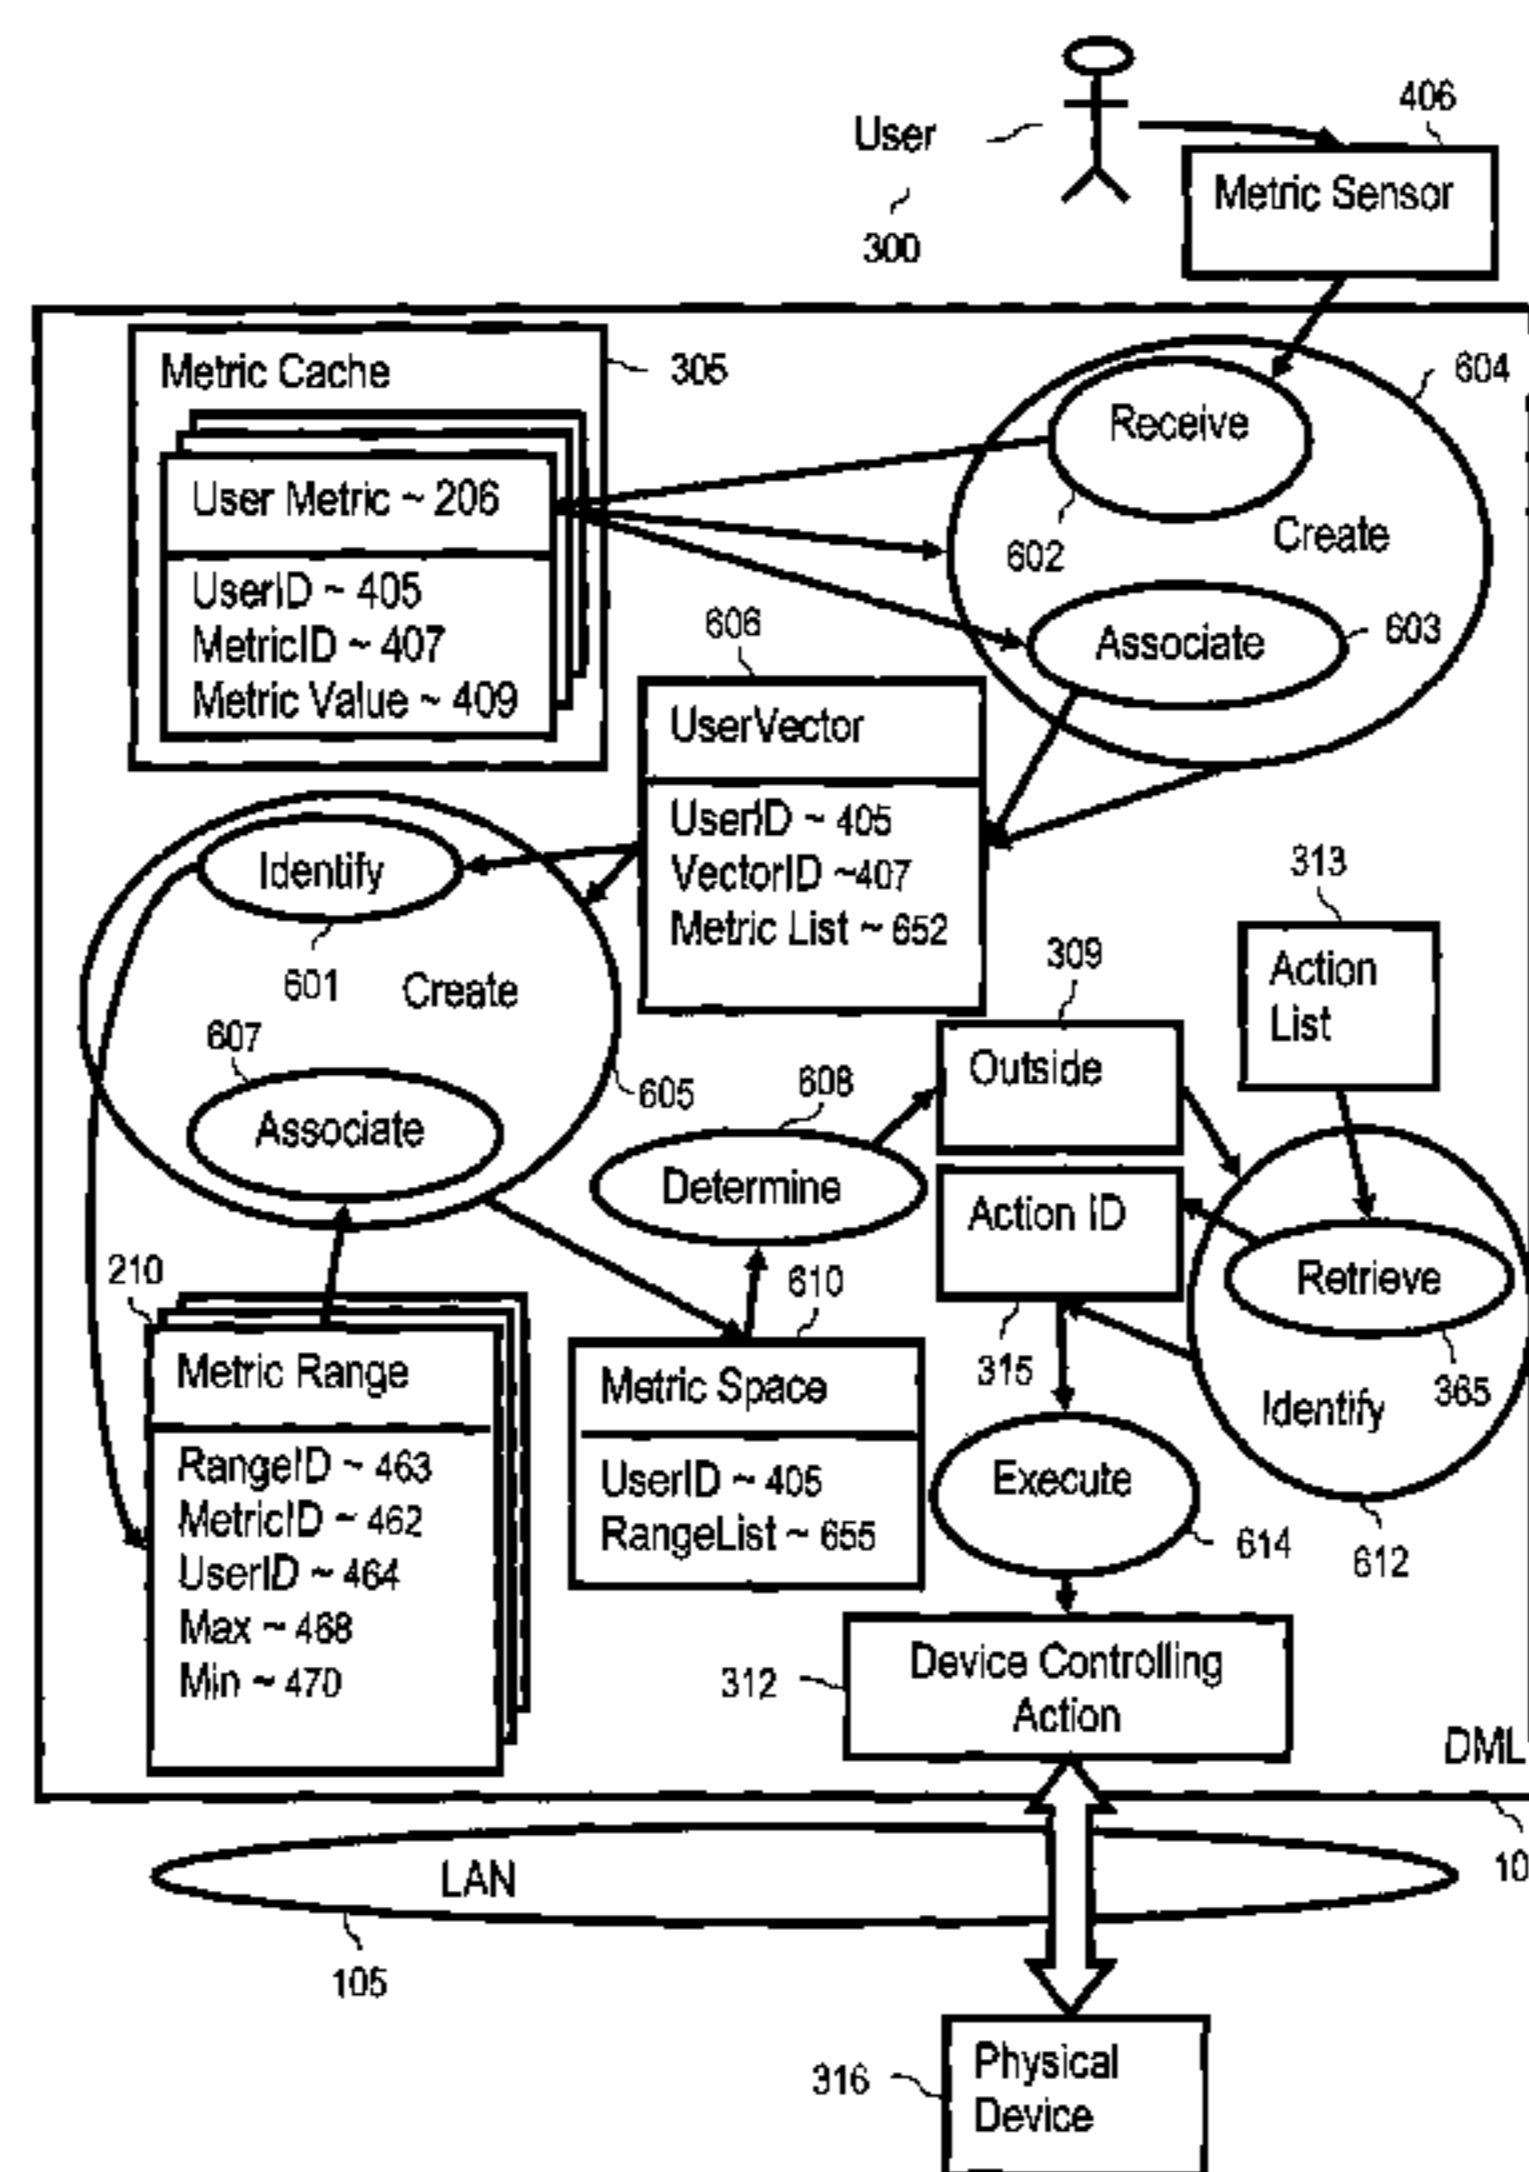 406
User
Metric Sensor
300
Metric Cache
305
604
Receive
User Metric ~ 206
602
Create
UserID ~ 405
MetricID ~ 407
Metric Value ~ 409
606
Associate
603
UserVector
UserID ~ 405
VectorID ~407
Metric List ~ 652
Identify
601
Create
313
Action
List
309
607
Associate
605
608
Outside
Determine
Action ID
Retrieve
210
610
315
365
Metric Range
Metric Space
Identify
RangeID ~ 463
MetricID ~ 462
UserID ~ 464
Max ~ 468
Min ~ 470
UserID ~ 405
RangeList ~ 655
Execute
614
612
312
Device Controlling
Action
DML
LAN
10
105
316
Physical
Device